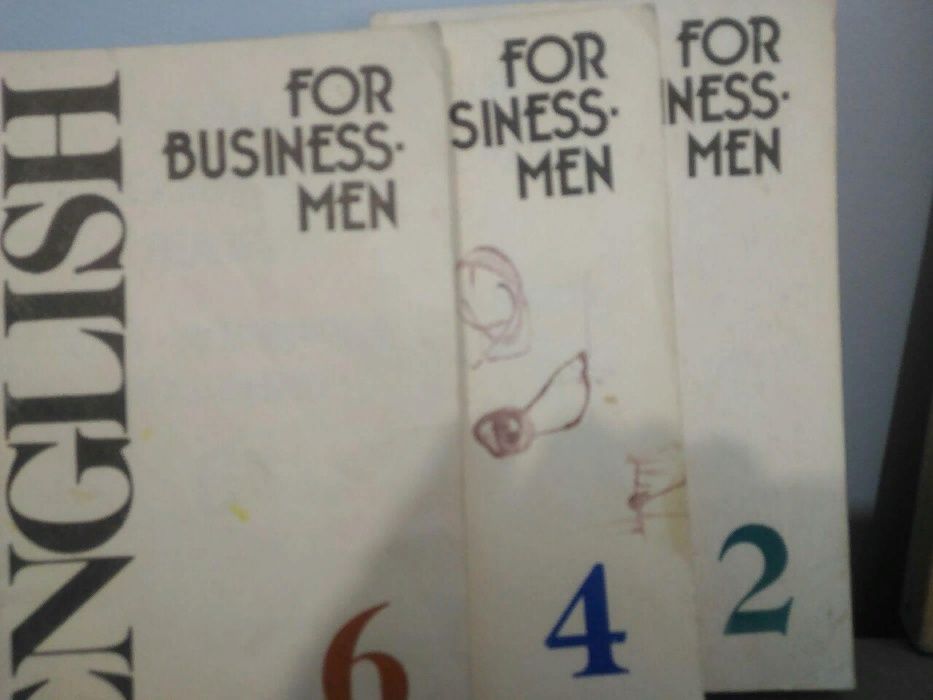 ENGLISH
FOR
BUSINESS-
MEN
6
FOR
SINESS-
MEN
4
FOR
NESS-
MEN
2